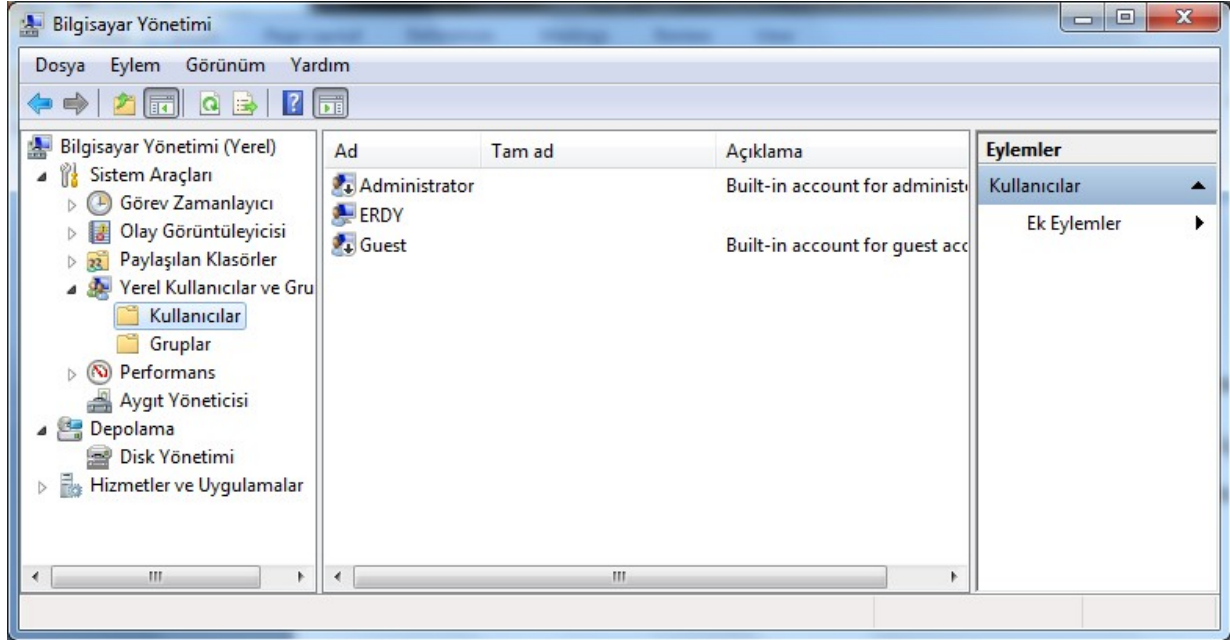 Bilgisayar Yönetimi
Dosya Eylem Görünüm Yardım
Bilgisayar Yönetimi (Yerel)
Sistem Araçları
Görev Zamanlayıcı
Olay Görüntüleyicisi
Paylaşılan Klasörler
Yerel Kullanıcılar ve Gru
Kullanıcılar
Gruplar
Performans
Aygıt Yöneticisi
Depolama
Disk Yönetimi
Hizmetler ve Uygulamalar
Ad Tam ad Açıklama
Administrator Built-in account for administ
ERDY
Guest Built-in account for guest acc
Eylemler
Kullanıcılar
Ek Eylemler